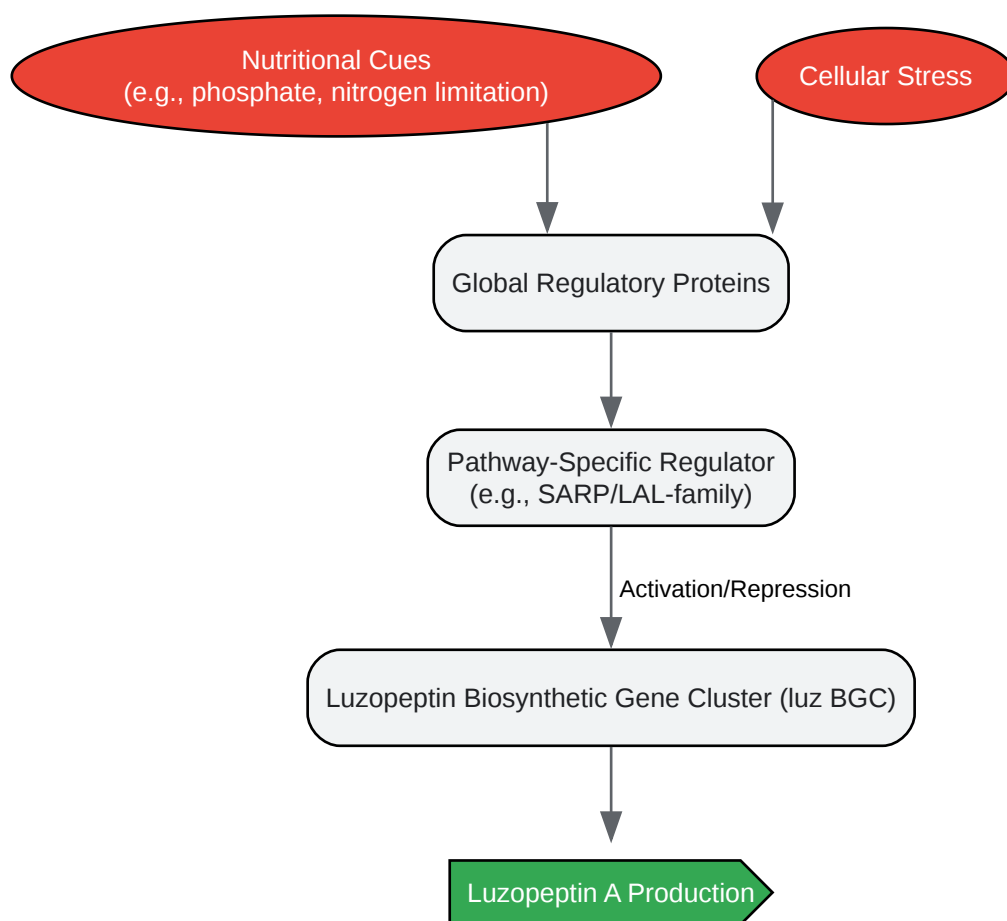 Nutritional Cues
(e.g., phosphate, nitrogen limitation)
Cellular Stress
Global Regulatory Proteins
Pathway-Specific Regulator
(e.g., SARP/LAL-family)
Activation/Repression
Luzopeptin Biosynthetic Gene Cluster (luz BGC)
Luzopeptin A Production